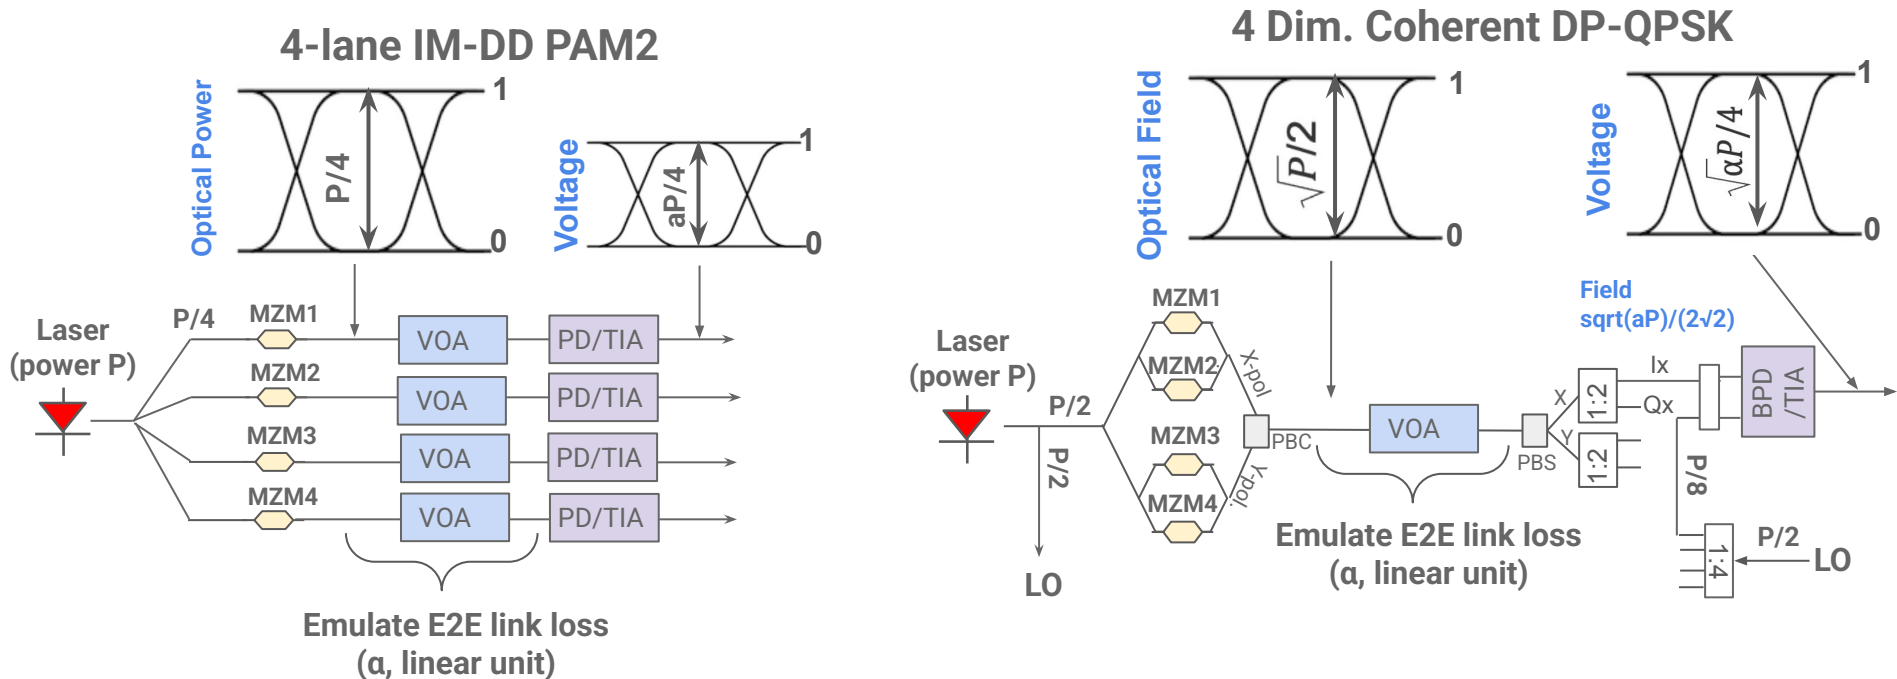 4-lane IM-DD PAM2
Optical Power
P/4
1
0
Voltage
aP/4
1
0
Laser
(power P)
P/4
MZM1
MZM2
MZM3
MZM4
VOA
PD/TIA
VOA
PD/TIA
VOA
PD/TIA
VOA
PD/TIA
Emulate E2E link loss
(α, linear unit)
4 Dim. Coherent DP-QPSK
Optical Field
√P/2
1
0
Voltage
√αP/4
1
0
Field
sqrt(aP)/(2√2)
Laser
(power P)
P/2
P/2
LO
MZM1
MZM2
X-pol
MZM3
MZM4
Y-pol.
PBC
VOA
PBS
X
Y
1:2
1:2
Ix
Qx
BPD
/TIA
P/8
1:4
P/2
LO
Emulate E2E link loss
(α, linear unit)